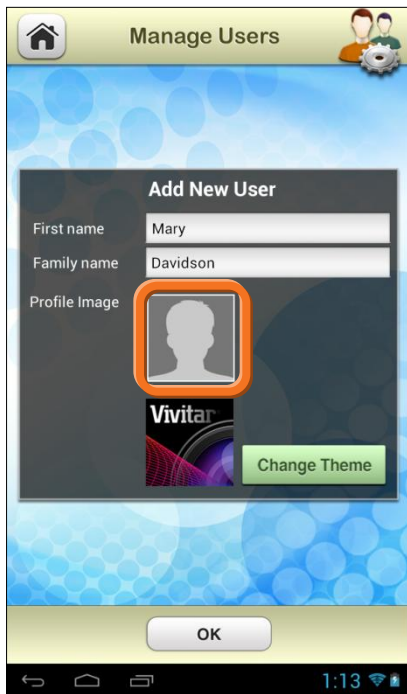 Manage Users
Add New User
First name Mary
Family name Davidson
Profile Image
Vivitar
Change Theme
OK
1:13